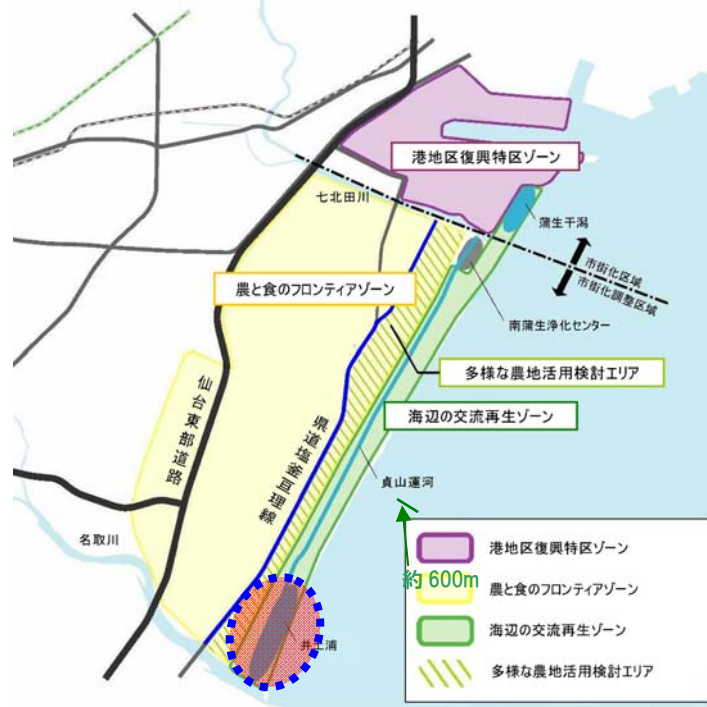 港地区復興特区ゾーン
七北田川
蒲生干潟
市街化区域
市街化調整区域
農と食のフロンティアゾーン
南蒲生浄化センター
多様な農地活用検討エリア
海辺の交流再生ゾーン
仙台東部道路
県道塩釜亘理線
貞山運河
名取川
約600m
井土浦
港地区復興特区ゾーン
農と食のフロンティアゾーン
海辺の交流再生ゾーン
多様な農地活用検討エリア